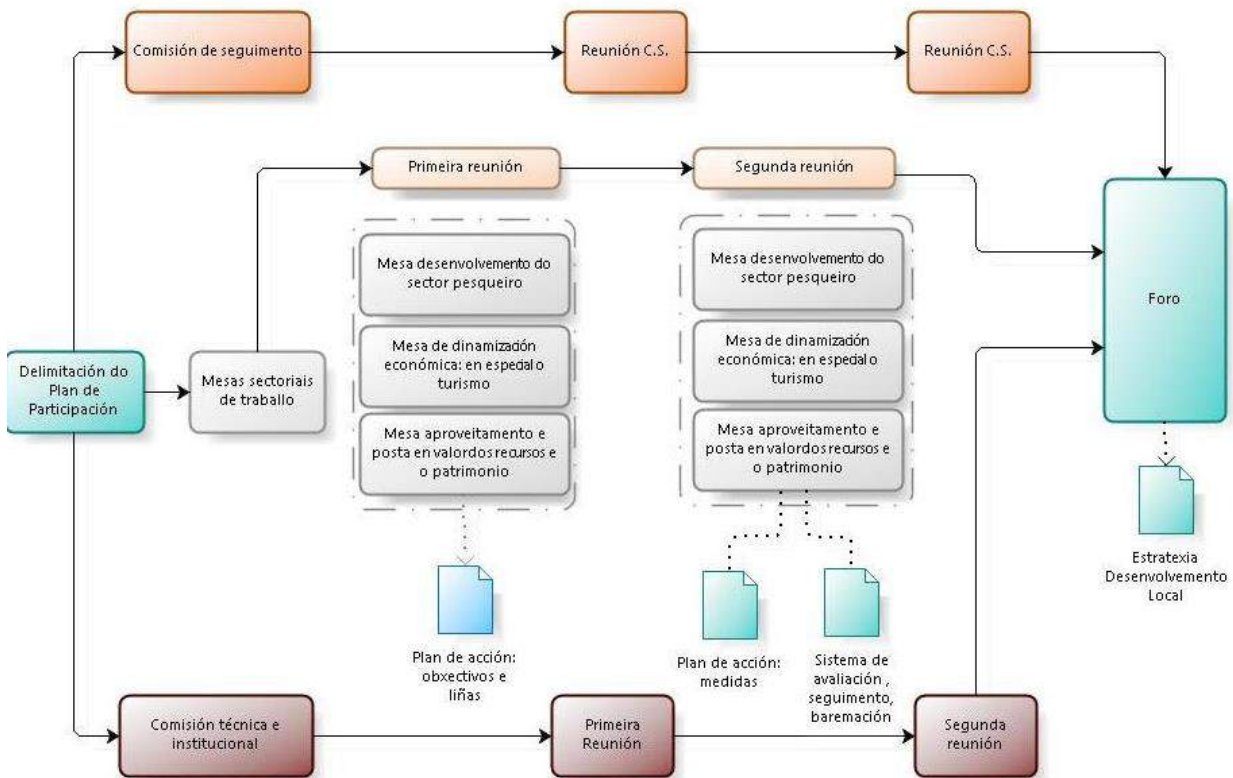 Comisión de seguimento
Reunión C.S.
Reunión C.S.
Primeira reunión
Segunda reunión
Mesa desenvolvemento do
sector pesqueiro
Mesa de dinamización
económica: en especial o
turismo
Mesa aproveitamento e
posta en valordos recursos e
o patrimonio
Mesa desenvolvemento do
sector pesqueiro
Mesa de dinamización
económica: en especial o
turismo
Mesa aproveitamento e
posta en valordos recursos e
o patrimonio
Foro
Delimitación do
Plan de
Participación
Mesas sectoriais
de traballo
Estratexia
Desenvolvemento
Local
Plan de acción:
obxectivos e
liñas
Plan de acción:
medidas
Sistema de
avaliación ,
seguimento,
baremación
Comisión técnica e
institucional
Primeira
Reunión
Segunda
reunión